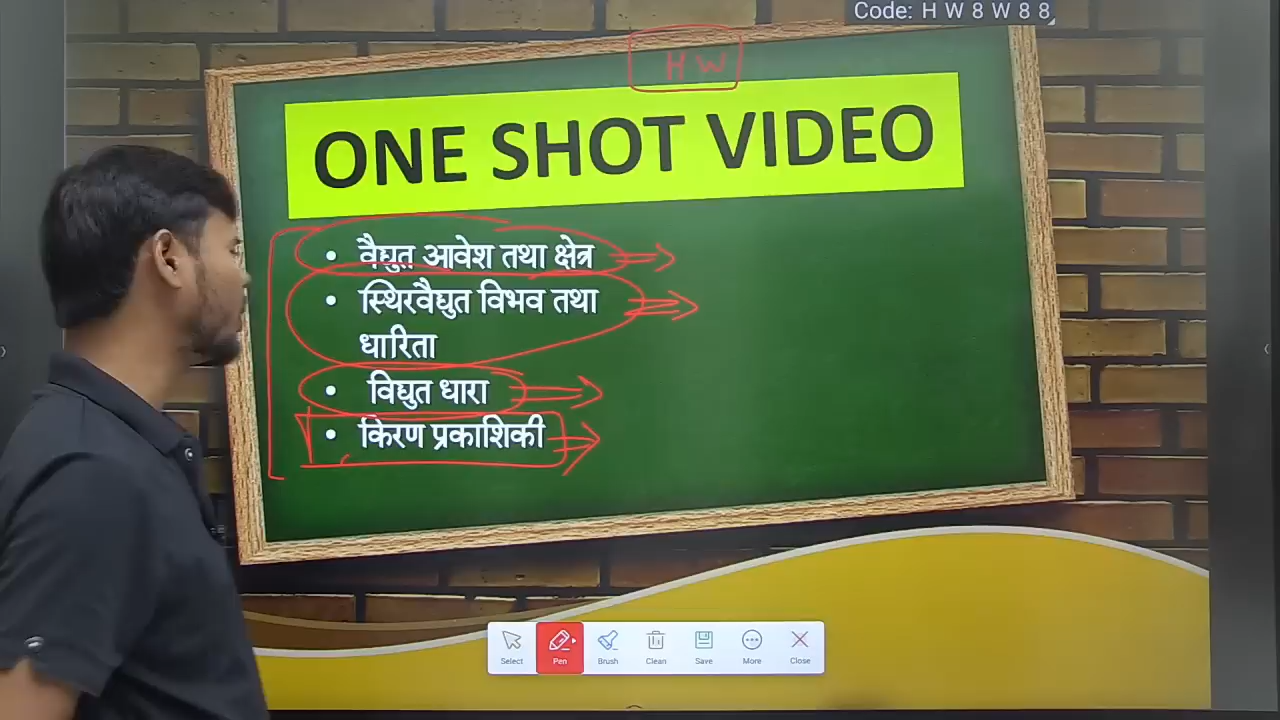 Code: H W 8 W 8 8
HW
ONE SHOT VIDEO
• वैद्युत आवेश तथा क्षेत्र
• स्थिरवैद्युत विभव तथा
धारिता
• विद्युत धारा
• किरण प्रकाशिकी
Select Pen Brush Clean Save More Close